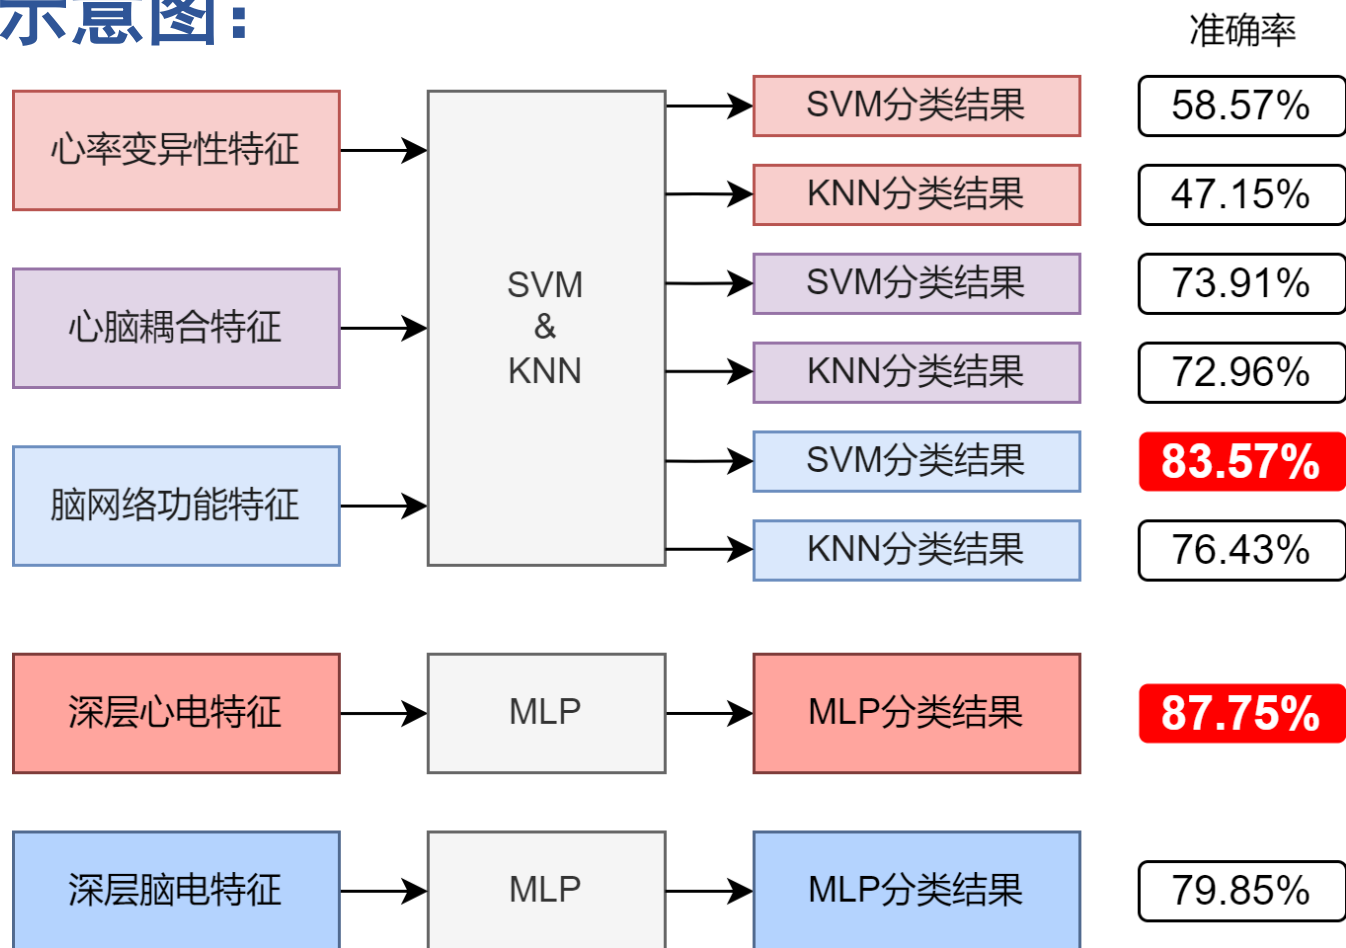 示意图：
准确率
心率变异性特征
心脑耦合特征
脑网络功能特征
SVM
&
KNN
SVM分类结果
58.57%
KNN分类结果
47.15%
SVM分类结果
73.91%
KNN分类结果
72.96%
SVM分类结果
83.57%
KNN分类结果
76.43%
深层心电特征
MLP
MLP分类结果
87.75%
深层脑电特征
MLP
MLP分类结果
79.85%